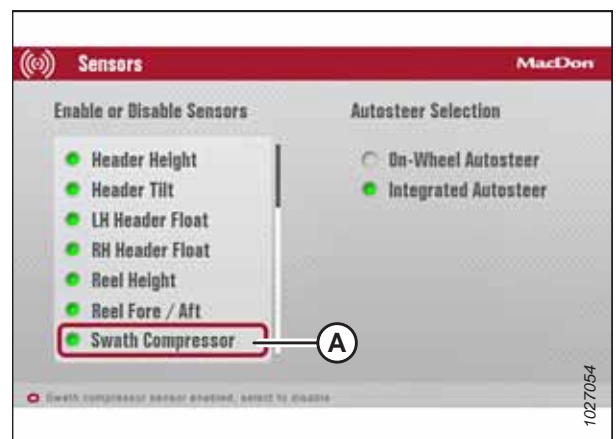 Sensors
MacDon
Enable or Disable Sensors
Header Height
Header Tilt
LH Header Float
RH Header Float
Reel Height
Reel Fore / Aft
Swath Compressor
Autosteer Selection
On-Wheel Autosteer
Integrated Autosteer
A
Swath compressor sensor enabled, select to disable
1027054